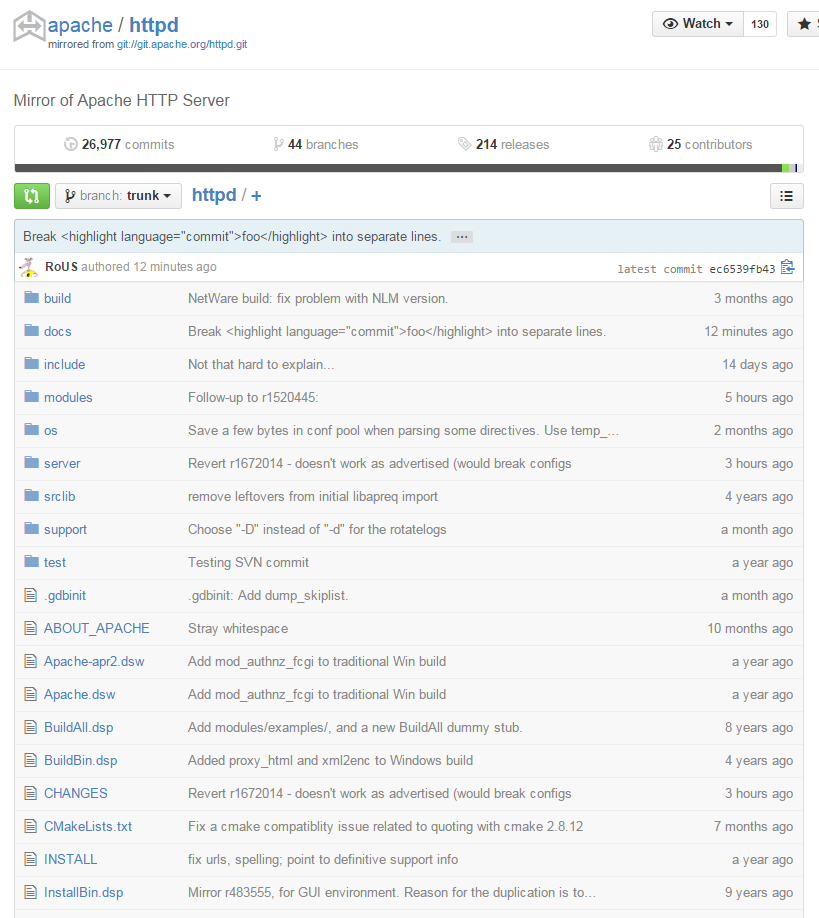 apache / httpd
mirrored from git://git.apache.org/httpd.git
Watch 130
Mirror of Apache HTTP Server
26,977 commits 44 branches 214 releases 25 contributors
branch: trunk httpd / +
Break <highlight language="commit">foo</highlight> into separate lines. ...
RoUS authored 12 minutes ago latest commit ec6539fb43
build NetWare build: fix problem with NLM version. 3 months ago
docs Break <highlight language="commit">foo</highlight> into separate lines. 12 minutes ago
include Not that hard to explain... 14 days ago
modules Follow-up to r1520445: 5 hours ago
os Save a few bytes in conf pool when parsing some directives. Use temp_... 2 months ago
server Revert r1672014 - doesn't work as advertised (would break configs 3 hours ago
srclib remove leftovers from initial libapreq import 4 years ago
support Choose "-D" instead of "-d" for the rotatelogs a month ago
test Testing SVN commit a year ago
.gdbinit .gdbinit: Add dump_skiplist. a month ago
ABOUT_APACHE Stray whitespace 10 months ago
Apache-apr2.dsw Add mod_authnz_fcgi to traditional Win build a year ago
Apache.dsw Add mod_authnz_fcgi to traditional Win build a year ago
BuildAll.dsp Add modules/examples/, and a new BuildAll dummy stub. 8 years ago
BuildBin.dsp Added proxy_html and xml2enc to Windows build 4 years ago
CHANGES Revert r1672014 - doesn't work as advertised (would break configs 3 hours ago
CMakeLists.txt Fix a cmake compatiblity issue related to quoting with cmake 2.8.12 7 months ago
INSTALL fix urls, spelling; point to definitive support info a year ago
InstallBin.dsp Mirror r483555, for GUI environment. Reason for the duplication is to... 9 years ago